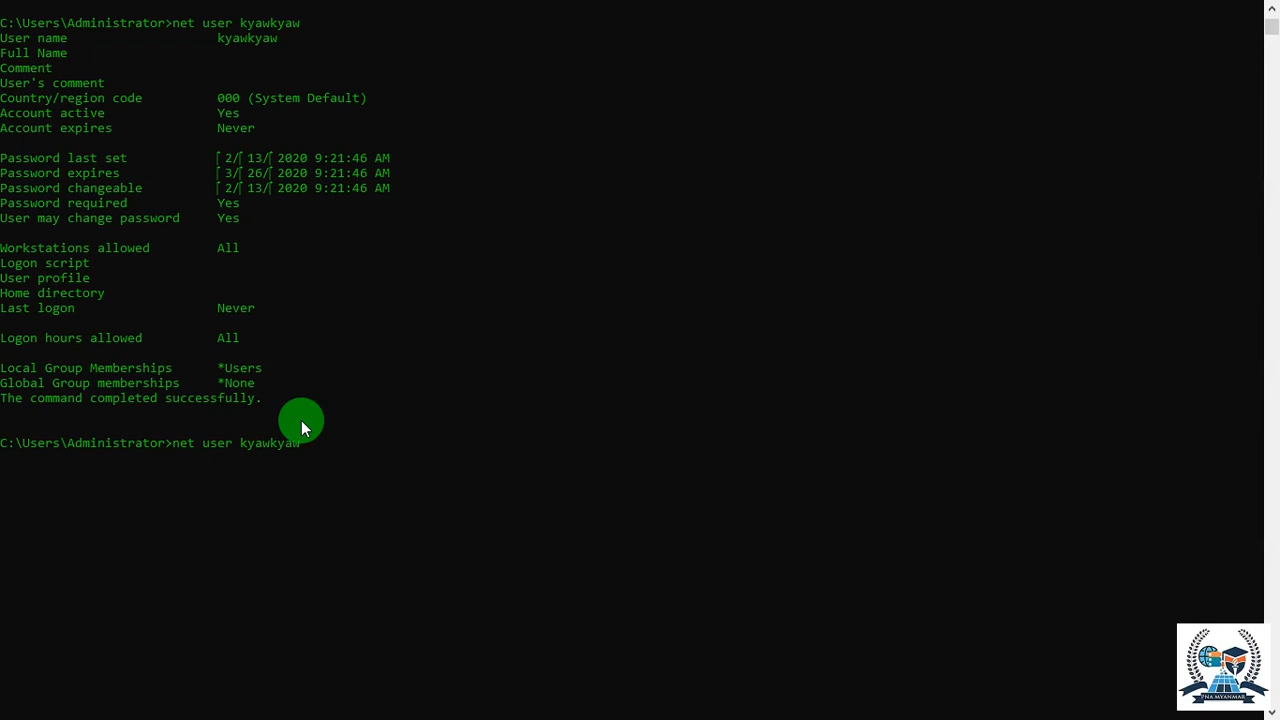 C:\Users\Administrator>net user kyawkyaw
User name                    kyawkyaw
Full Name
Comment
User's comment
Country/region code          000 (System Default)
Account active               Yes
Account expires              Never
Password last set            ⎡2/⎡13/⎡2020 9:21:46 AM
Password expires             ⎡3/⎡26/⎡2020 9:21:46 AM
Password changeable          ⎡2/⎡13/⎡2020 9:21:46 AM
Password required            Yes
User may change password     Yes
Workstations allowed         All
Logon script
User profile
Home directory
Last logon                   Never
Logon hours allowed          All
Local Group Memberships      *Users
Global Group memberships     *None
The command completed successfully.
C:\Users\Administrator>net user kyawkyaw
MYANMAR